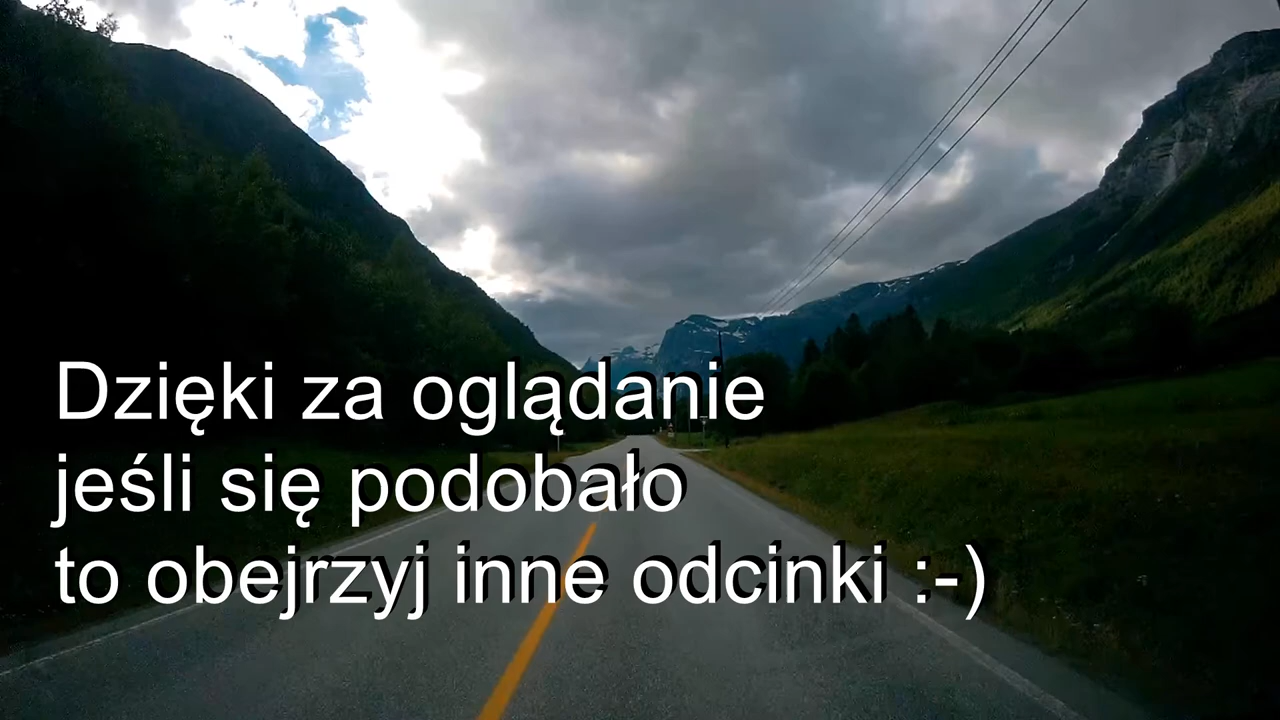 Dzięki za oglądanie
jeśli się podobało
to obejrzyj inne odcinki :-)